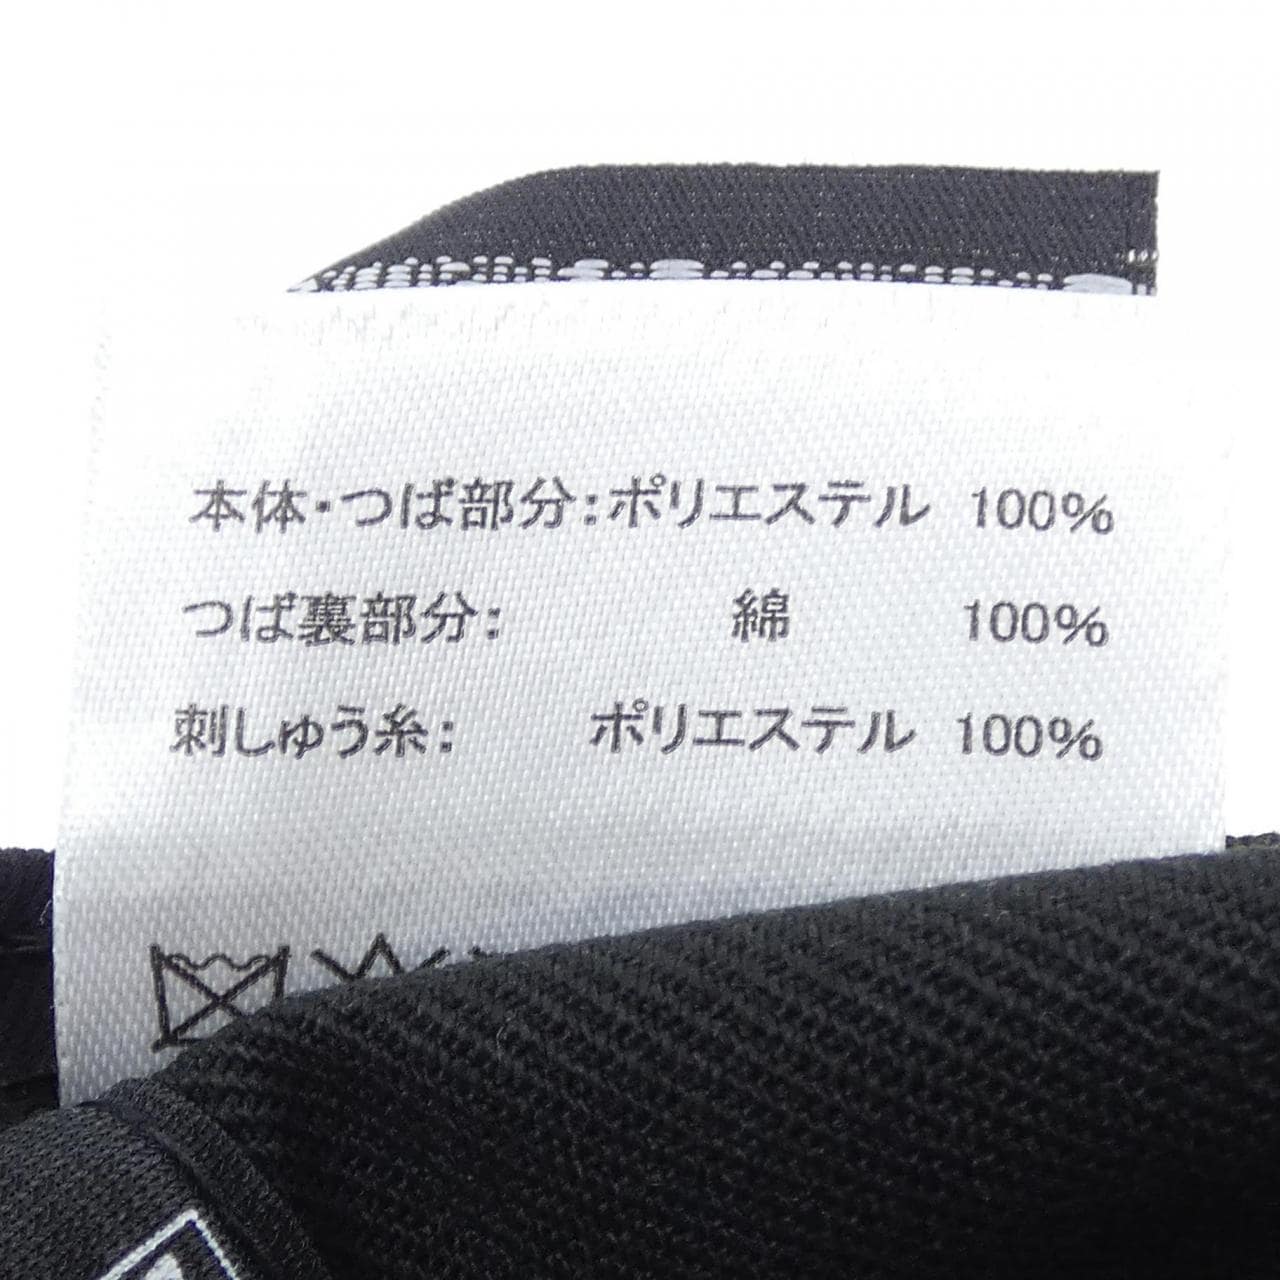 本体・つば部分：ポリエステル 100%
つば裏部分： 綿 100%
刺しゅう糸： ポリエステル 100%